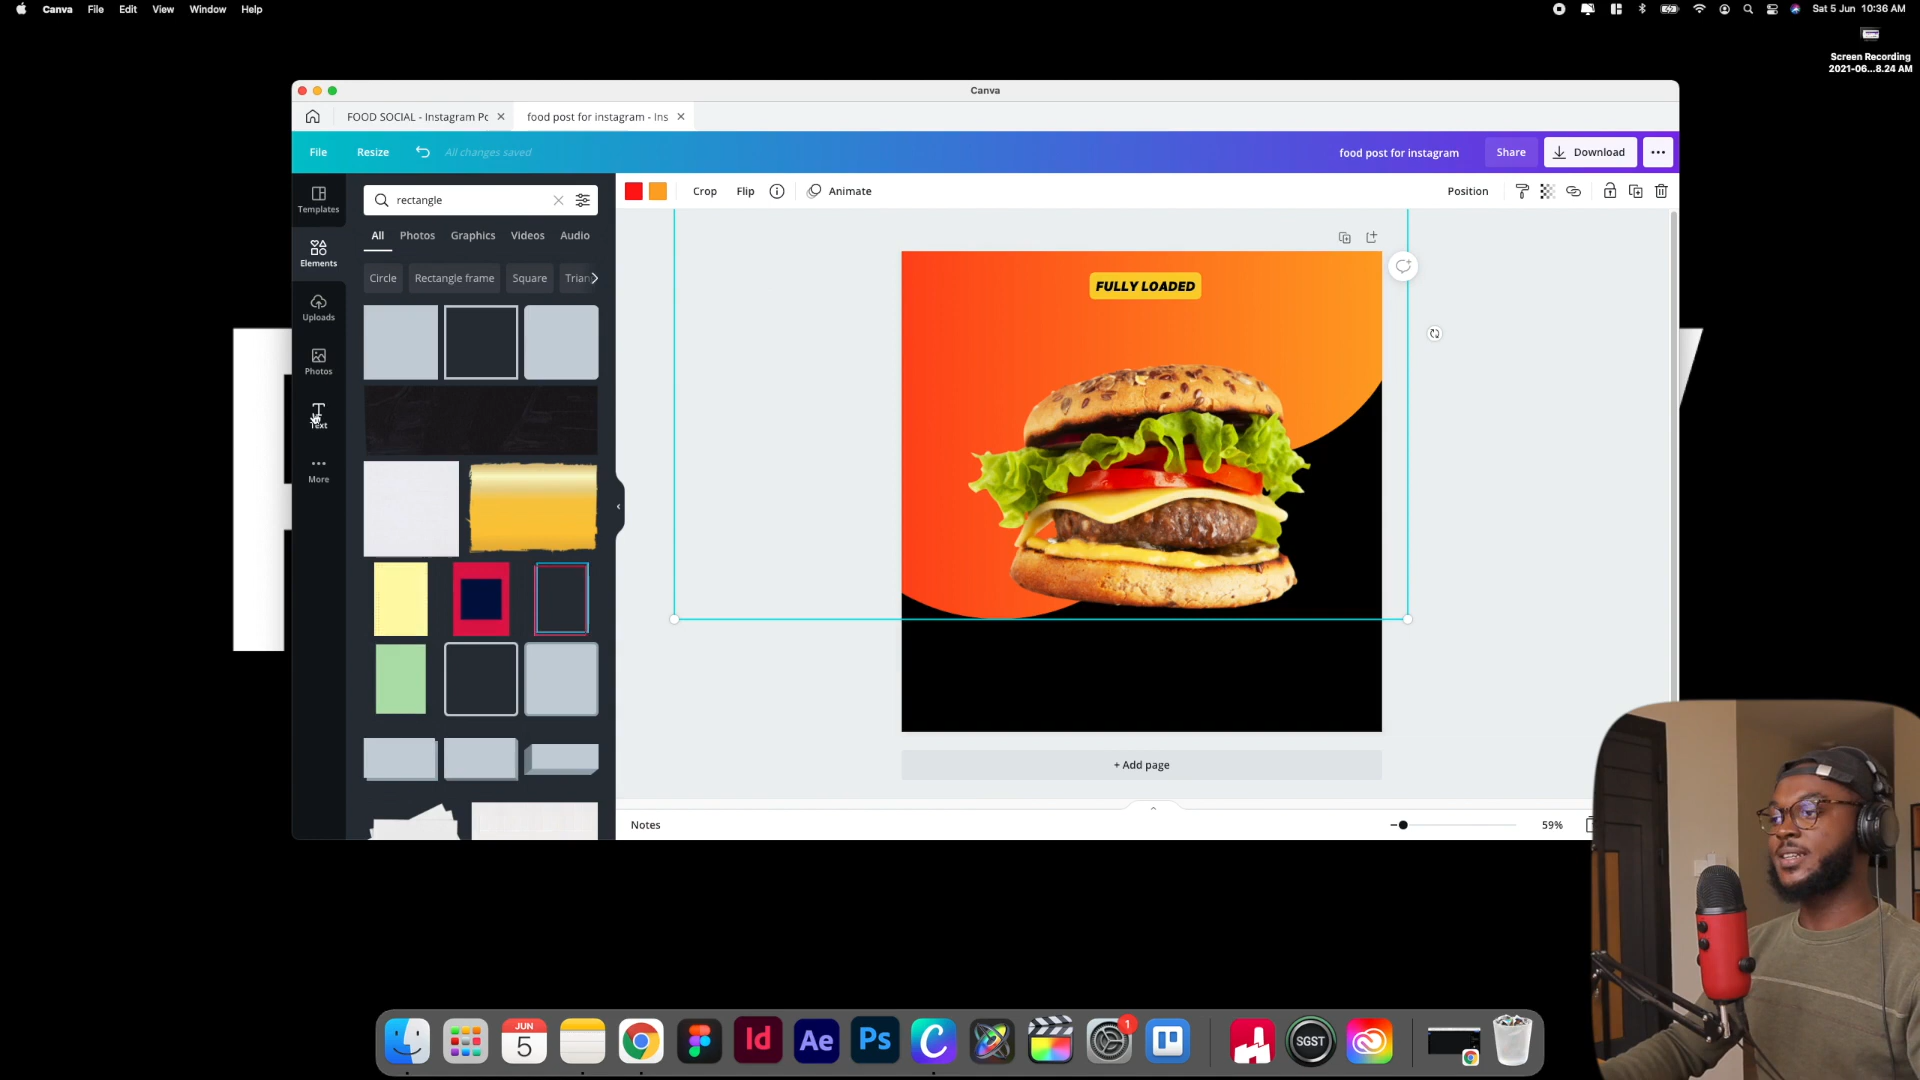 Canva File Edit View Window Help
Sat 5 Jun 10:36 AM
Screen Recording
2021-06...8.24 AM
Canva
FOOD SOCIAL - Instagram Pc
food post for instagram - Ins
File Resize All changes saved
food post for instagram Share Download
Templates
Elements
Uploads
Photos
Text
More
rectangle
All Photos Graphics Videos Audio
Circle Rectangle frame Square Trian
Crop Flip Animate
Position
FULLY LOADED
+ Add page
Notes
59%
JUN
5
Id
Ae
Ps
1
SGST